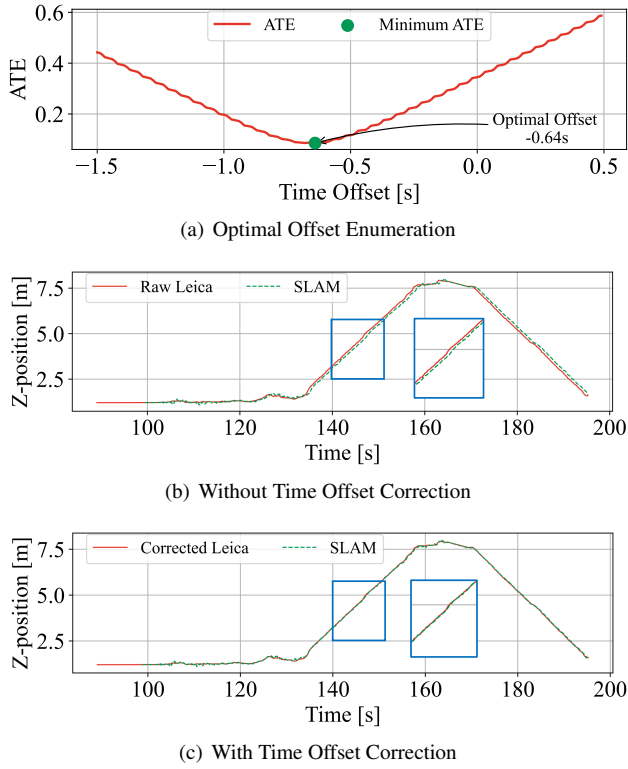 0.6
ATE
Minimum ATE
0.4
ATE
0.2
Optimal Offset
-0.64s
−1.5
−1.0
−0.5
0.0
0.5
Time Offset [s]
(a) Optimal Offset Enumeration
Raw Leica
SLAM
7.5
5.0
2.5
Z-position [m]
100
120
140
160
180
200
Time [s]
(b) Without Time Offset Correction
Corrected Leica
SLAM
7.5
5.0
2.5
Z-position [m]
100
120
140
160
180
200
Time [s]
(c) With Time Offset Correction